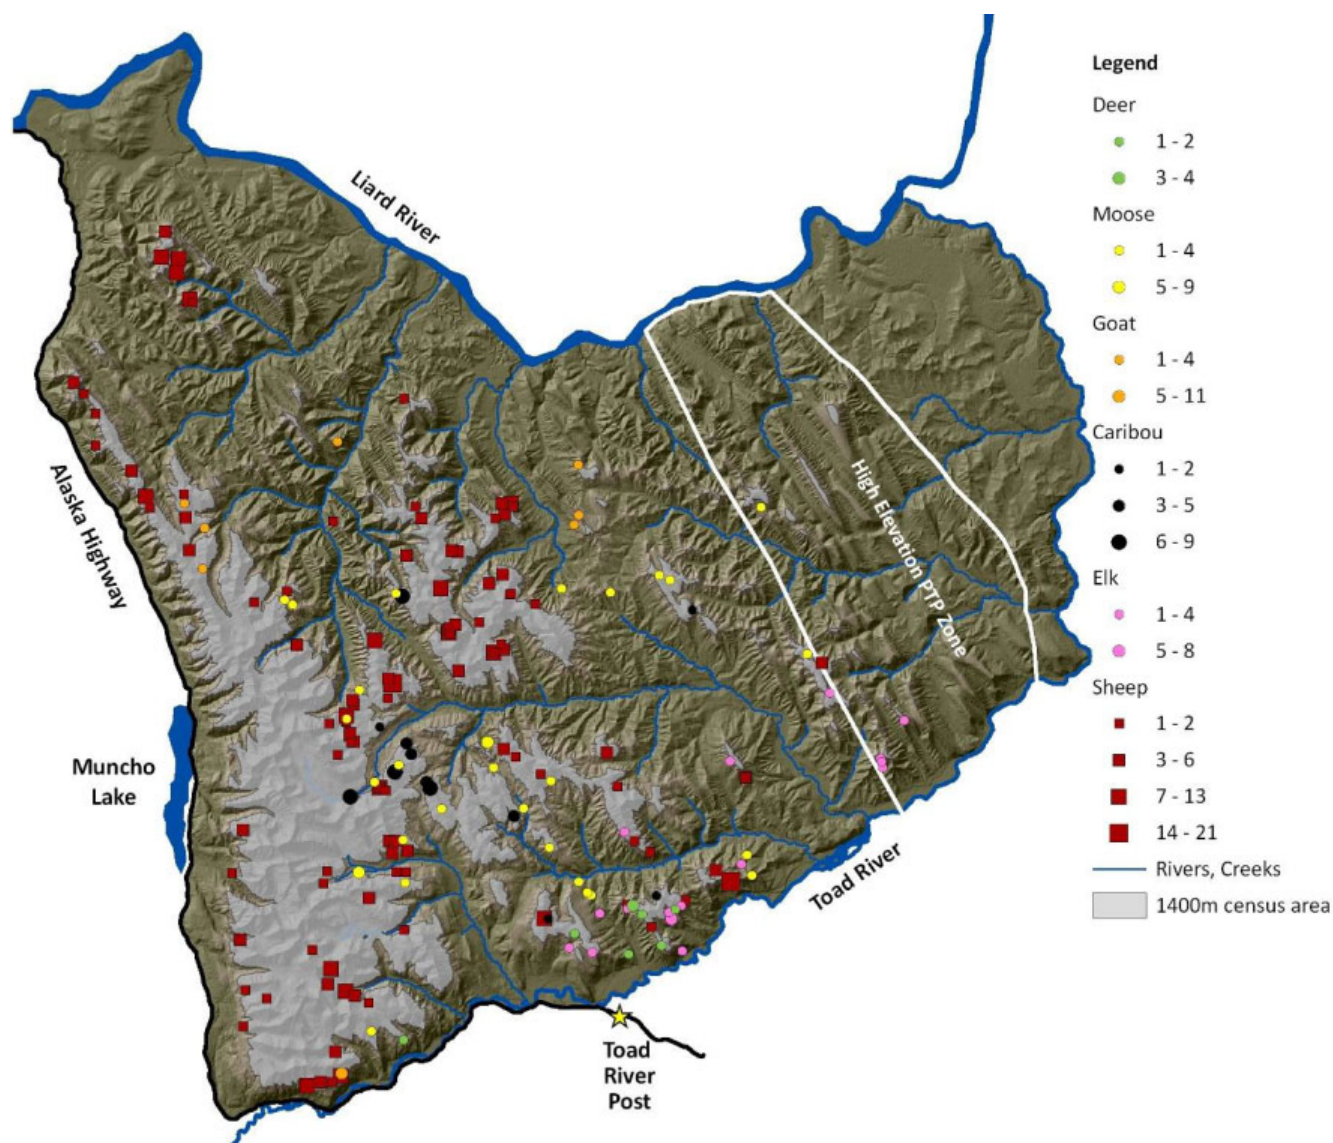 Liard River
Alaska Highway
High Elevation PTP Zone
Muncho
Lake
Toad River
Toad
River
Post
Legend
Deer
1 - 2
3 - 4
Moose
1 - 4
5 - 9
Goat
1 - 4
5 - 11
Caribou
1 - 2
3 - 5
6 - 9
Elk
1 - 4
5 - 8
Sheep
1 - 2
3 - 6
7 - 13
14 - 21
Rivers, Creeks
1400m census area